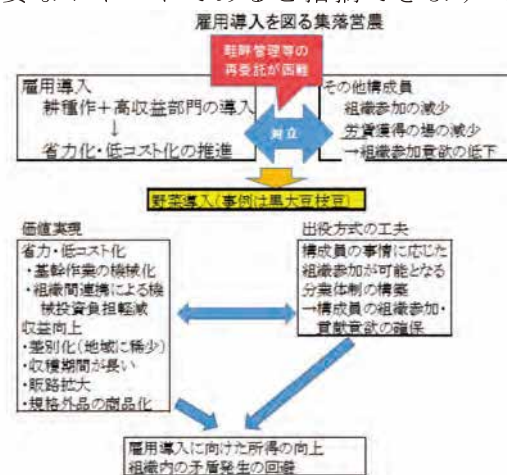 雇用導入を図る集落営農
畦畔管理等の
再委託が困難
雇用導入
耕種作＋高収益部門の導入
↓
省力化・低コスト化の推進
対立
その他構成員
組織参加の減少
労賃獲得の場の減少
→組織参加意欲の低下
野菜導入(事例は黒大豆枝豆)
価値実現
省力・低コスト化
・基幹作業の機械化
・組織間連携による機
械投資負担軽減
収益向上
・差別化(地域に稀少)
・収穫期間が長い
・販路拡大
・規格外品の商品化
出役方式の工夫
構成員の事情に応じた
組織参加が可能となる
分業体制の構築
→構成員の組織参加・
貢献意欲の確保
雇用導入に向けた所得の向上
組織内の矛盾発生の回避